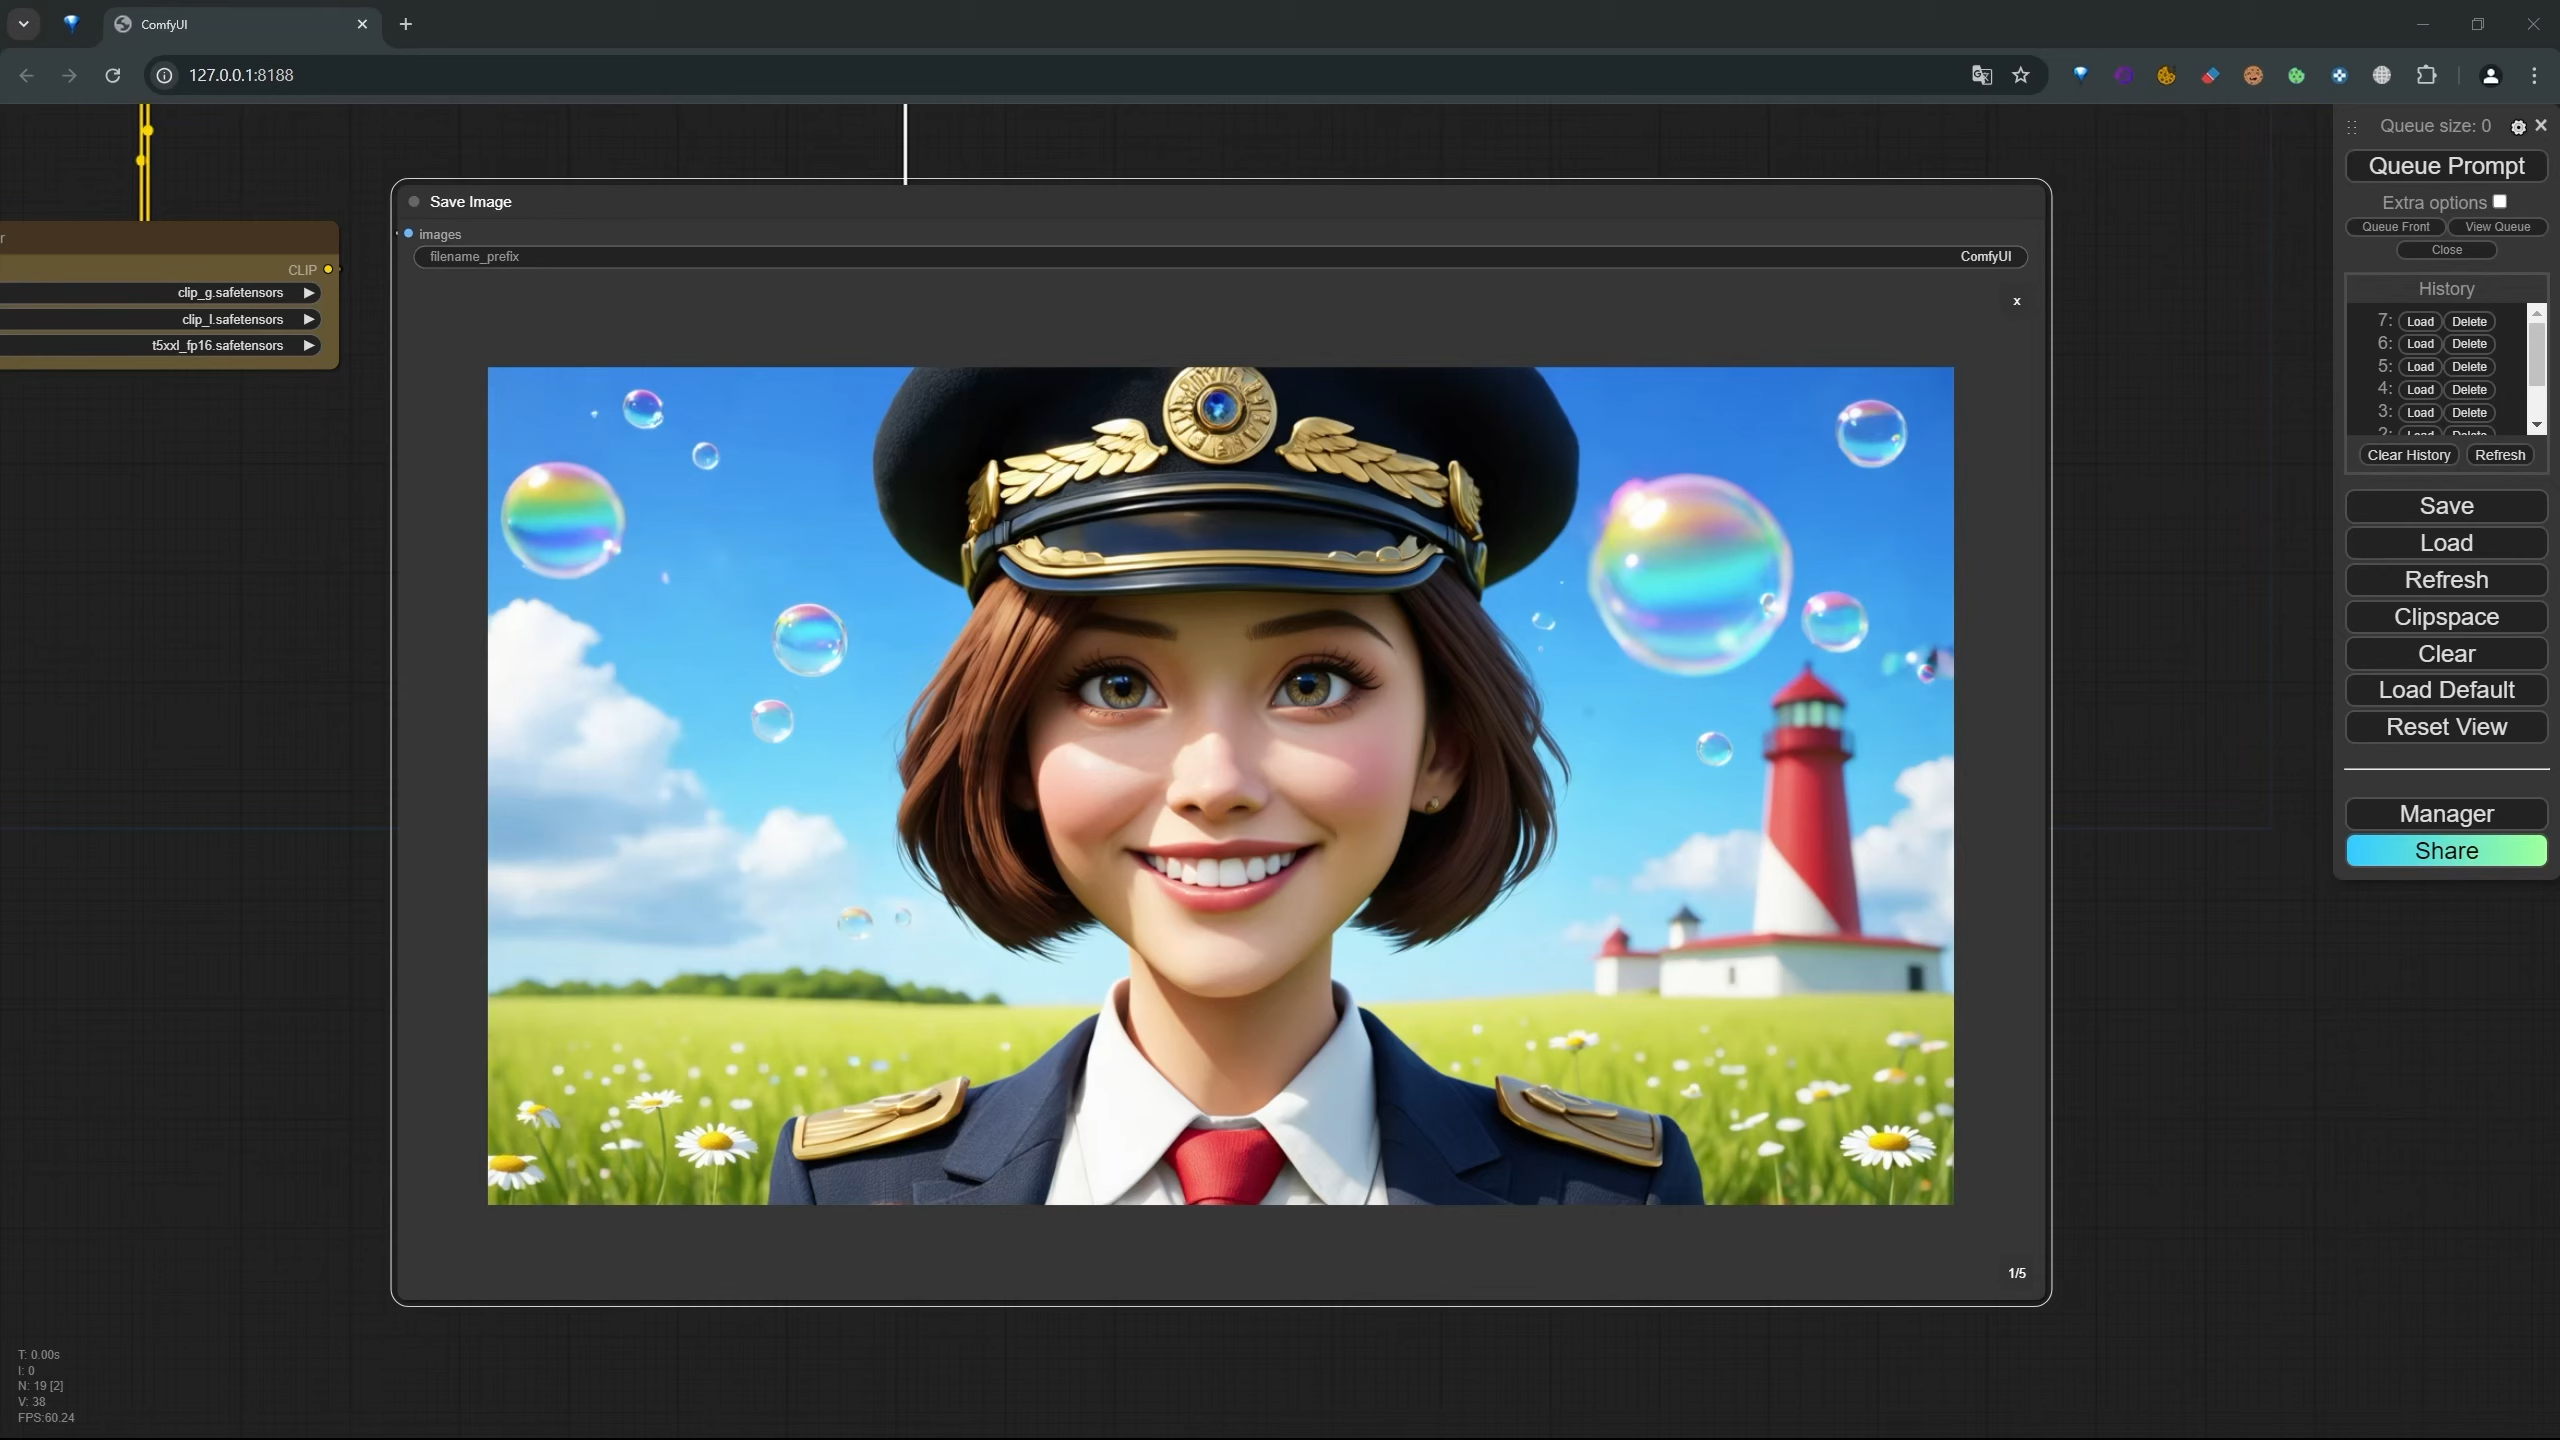 ComfyUI
127.0.0.1:8188
r
CLIP
clip_g.safetensors
clip_l.safetensors
t5xxl_fp16.safetensors
Save Image
images
filename_prefix ComfyUI
x
1/5
Queue size: 0
Queue Prompt
Extra options
Queue Front View Queue
Close
History
7: Load Delete
6: Load Delete
5: Load Delete
4: Load Delete
3: Load Delete
2: Load Delete
Clear History Refresh
Save
Load
Refresh
Clipspace
Clear
Load Default
Reset View
Manager
Share
T: 0.00s
I: 0
N: 19 [2]
V: 38
FPS:60.24